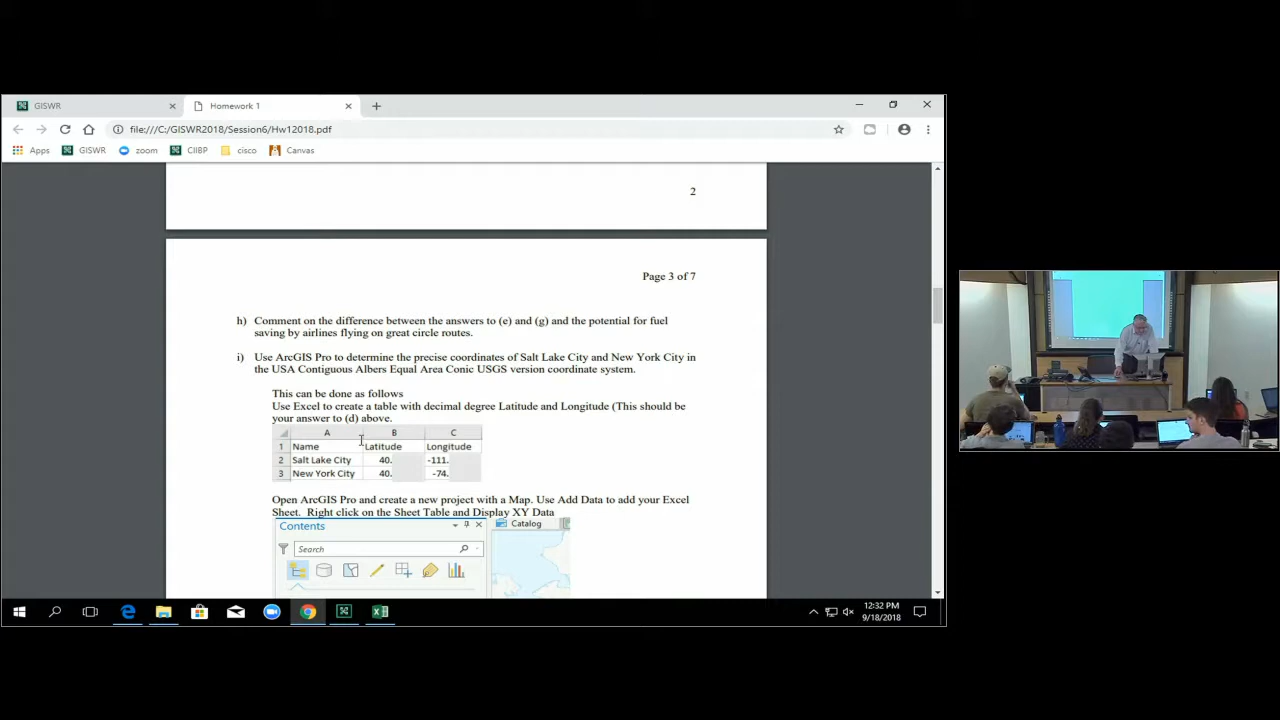 GISWR
Homework 1
file:///C:/GISWR2018/Session6/Hw12018.pdf
Apps
GISWR
zoom
CIIBP
cisco
Canvas
2
Page 3 of 7
h) Comment on the difference between the answers to (e) and (g) and the potential for fuel
saving by airlines flying on great circle routes.
i) Use ArcGIS Pro to determine the precise coordinates of Salt Lake City and New York City in
the USA Contiguous Albers Equal Area Conic USGS version coordinate system.
This can be done as follows
Use Excel to create a table with decimal degree Latitude and Longitude (This should be
your answer to (d) above.
A B C
1 Name Latitude Longitude
2 Salt Lake City 40. -111.
3 New York City 40. -74.
Open ArcGIS Pro and create a new project with a Map. Use Add Data to add your Excel
Sheet. Right click on the Sheet Table and Display XY Data
Contents
Catalog
Search
12:32 PM
9/18/2018